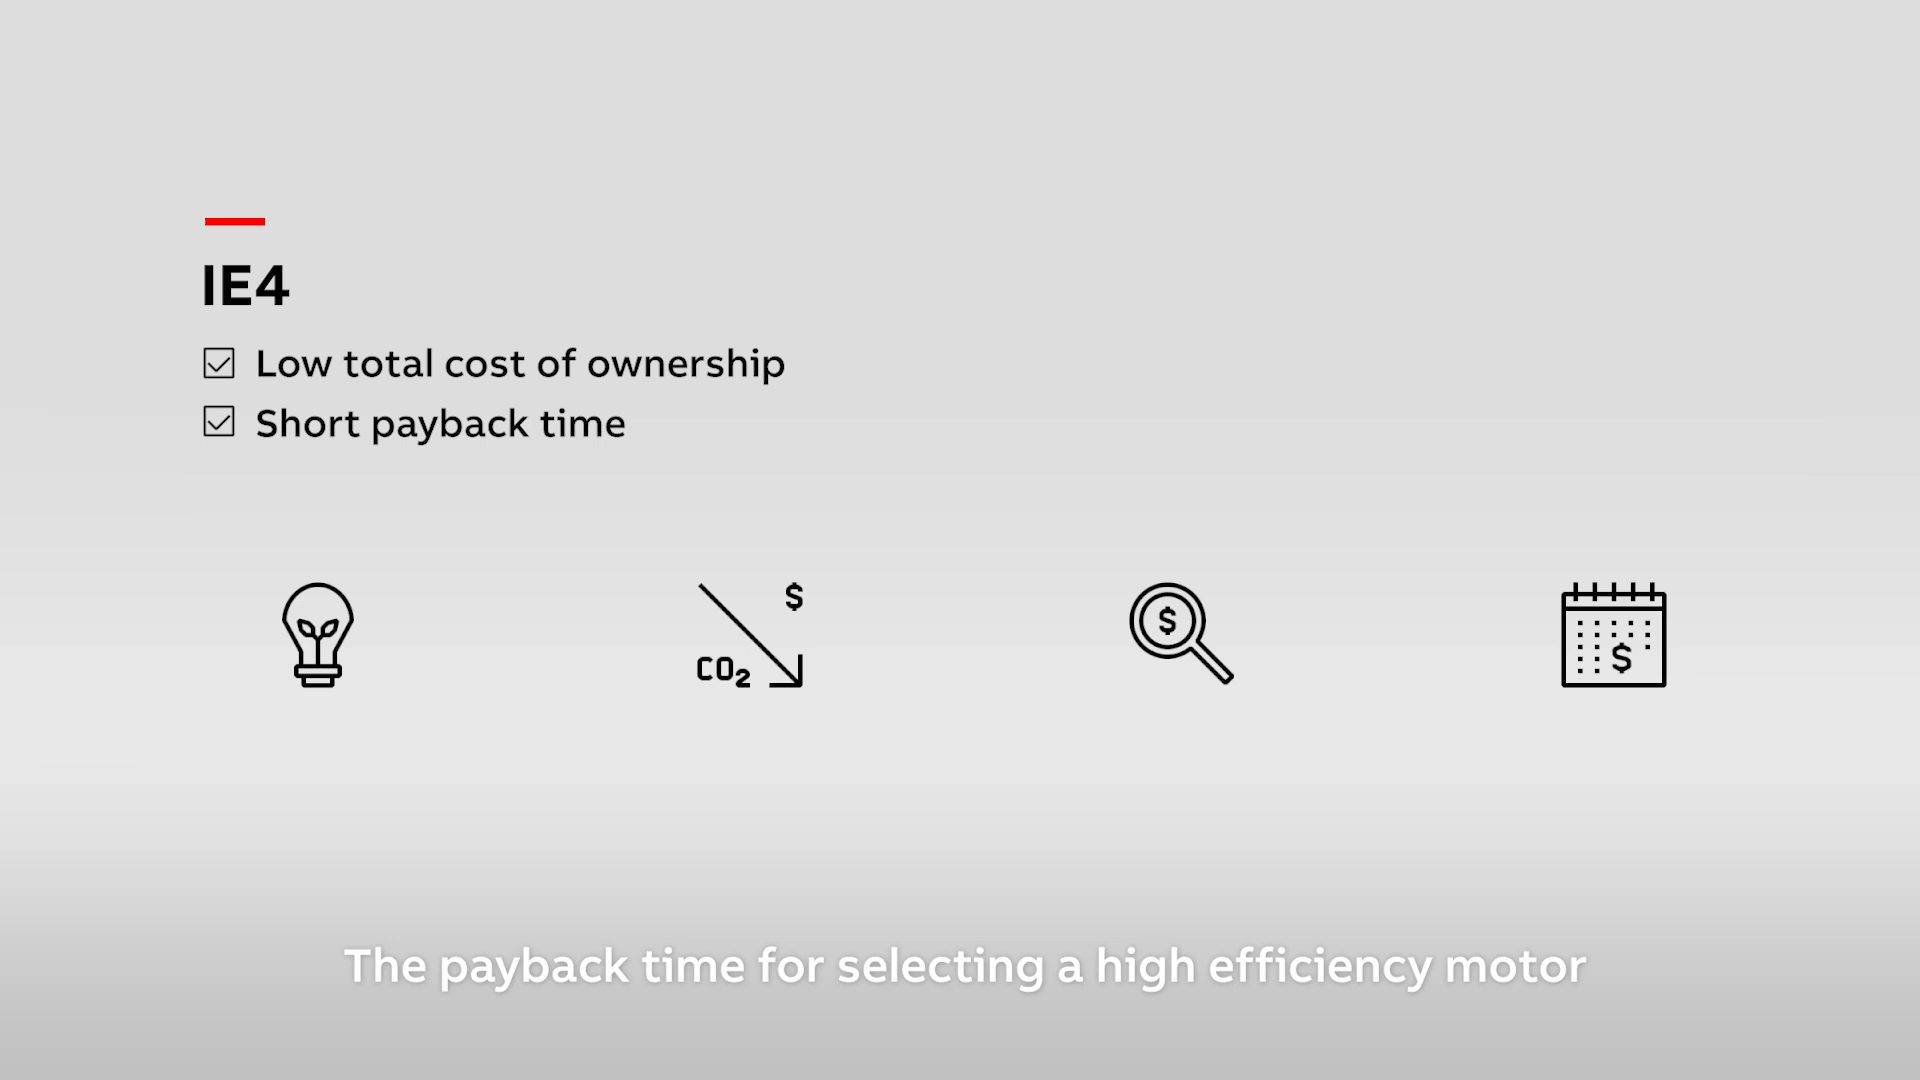 IE4
Low total cost of ownership
Short payback time
$
CO₂
$
$
The payback time for selecting a high efficiency motor